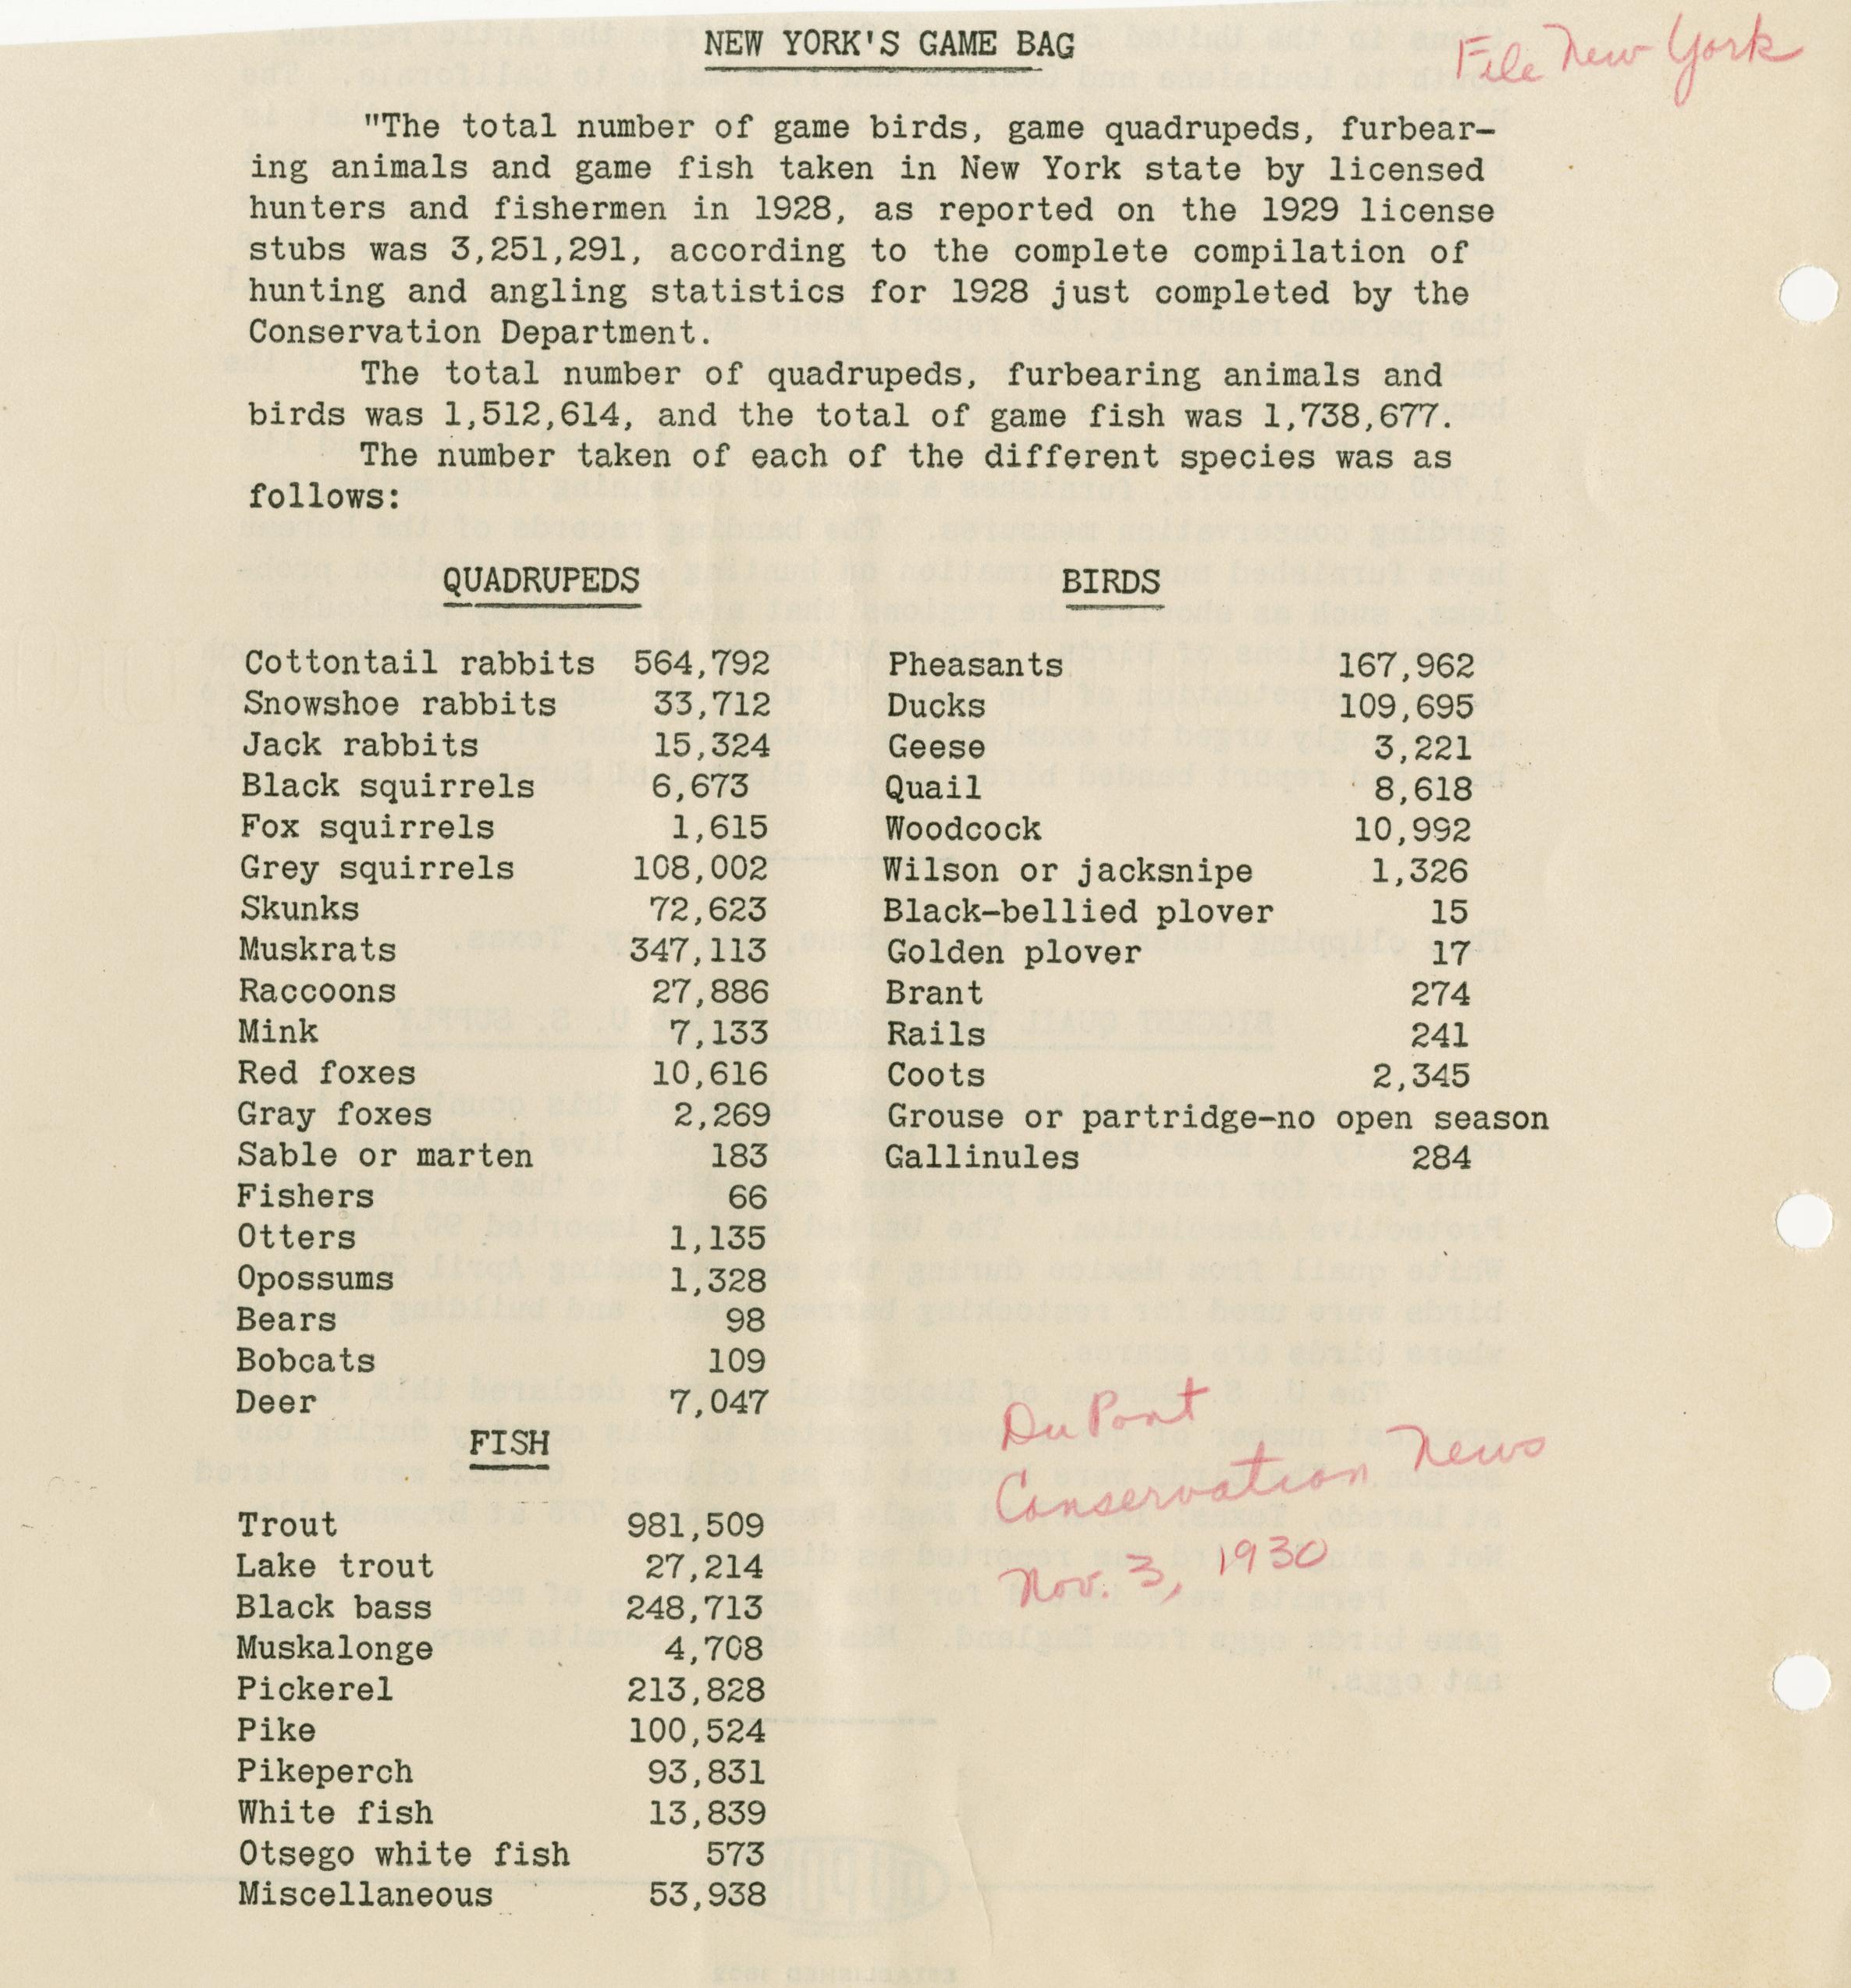 NEW YORK'S GAME BAG
File New York
"The total number of game birds, game quadrupeds, furbear-
ing animals and game fish taken in New York state by licensed
hunters and fishermen in 1928, as reported on the 1929 license
stubs was 3,251,291, according to the complete compilation of
hunting and angling statistics for 1928 just completed by the
Conservation Department.
The total number of quadrupeds, furbearing animals and
birds was 1,512,614, and the total of game fish was 1,738,677.
The number taken of each of the different species was as
follows:
QUADRUPEDS
Cottontail rabbits 564,792
Snowshoe rabbits 33,712
Jack rabbits 15,324
Black squirrels 6,673
Fox squirrels 1,615
Grey squirrels 108,002
Skunks 72,623
Muskrats 347,113
Raccoons 27,886
Mink 7,133
Red foxes 10,616
Gray foxes 2,269
Sable or marten 183
Fishers 66
Otters 1,135
Opossums 1,328
Bears 98
Bobcats 109
Deer 7,047
BIRDS
Pheasants 167,962
Ducks 109,695
Geese 3,221
Quail 8,618
Woodcock 10,992
Wilson or jacksnipe 1,326
Black-bellied plover 15
Golden plover 17
Brant 274
Rails 241
Coots 2,345
Grouse or partridge-no open season
Gallinules 284
FISH
Trout 981,509
Lake trout 27,214
Black bass 248,713
Muskalonge 4,708
Pickerel 213,828
Pike 100,524
Pikeperch 93,831
White fish 13,839
Otsego white fish 573
Miscellaneous 53,938
Du Pont
Conservation News
Nov. 3, 1930